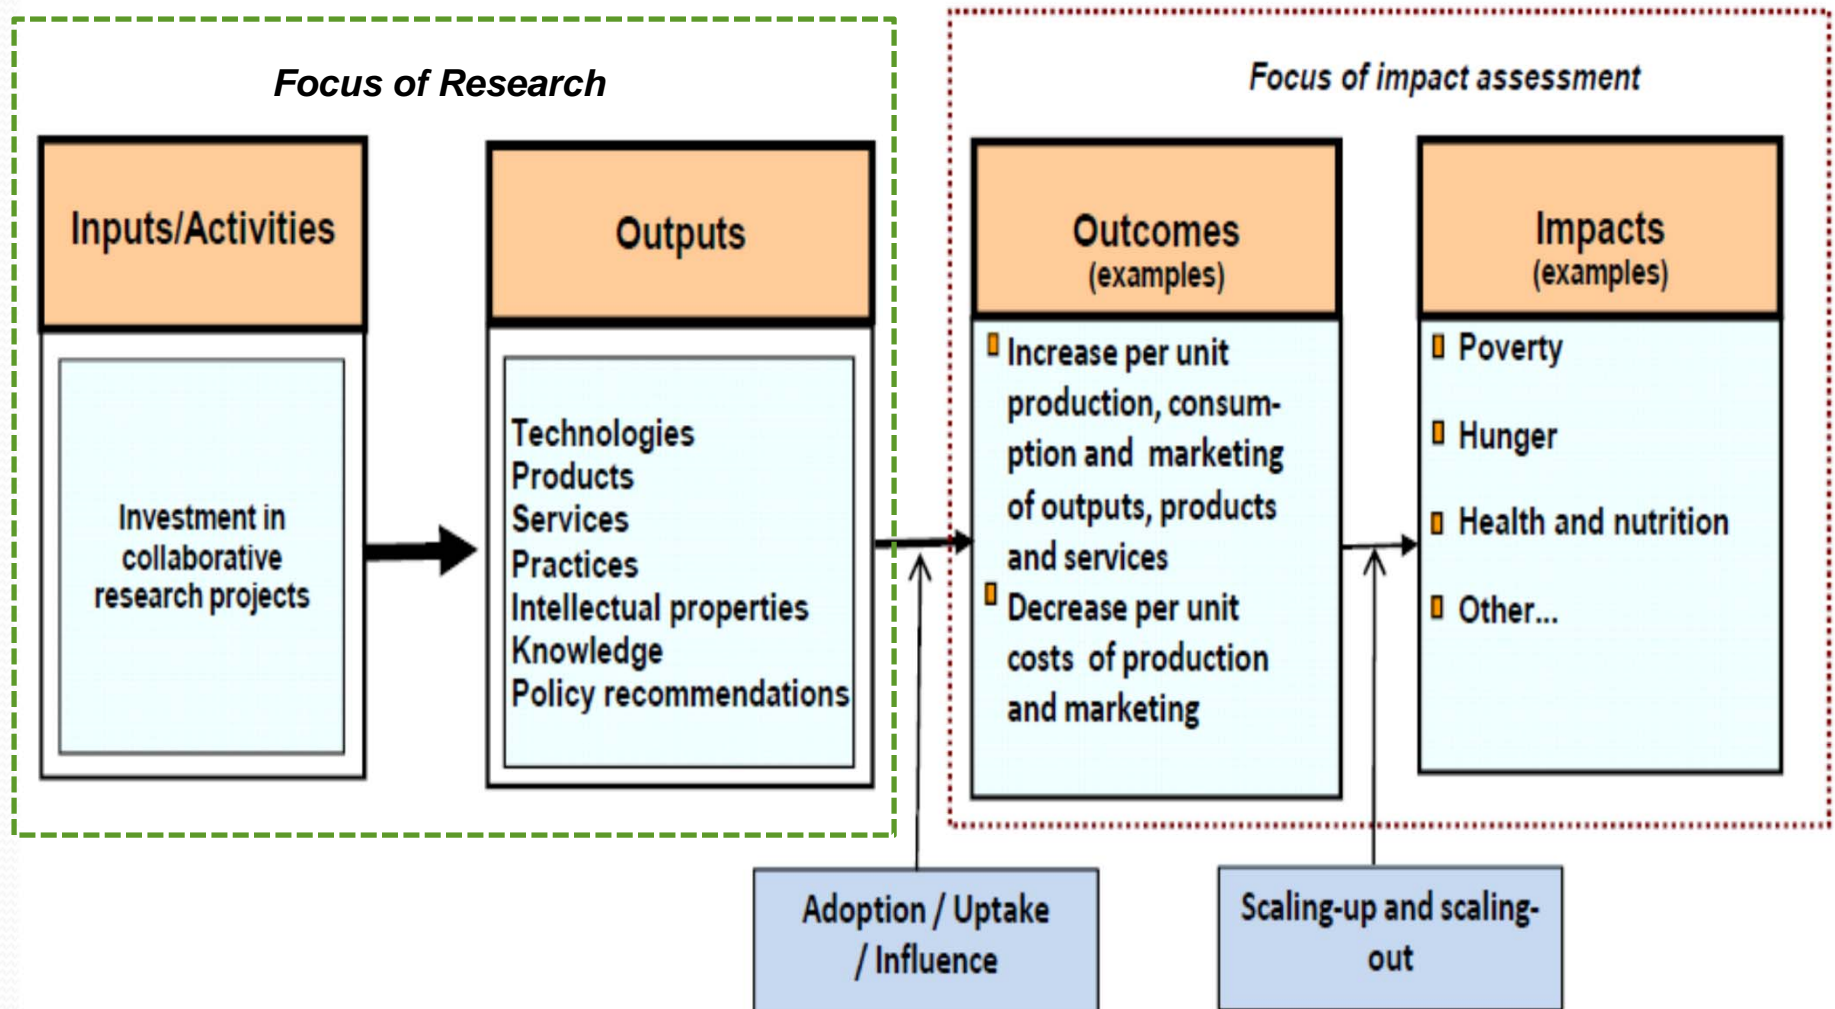 Focus of Research
Focus of impact assessment
Inputs/Activities
Investment in
collaborative
research projects
Outputs
Technologies
Products
Services
Practices
Intellectual properties
Knowledge
Policy recommendations
Outcomes
(examples)
Increase per unit
production, consum-
ption and marketing
of outputs, products
and services
Decrease per unit
costs of production
and marketing
Impacts
(examples)
Poverty
Hunger
Health and nutrition
Other...
Adoption / Uptake
/ Influence
Scaling-up and scaling-
out